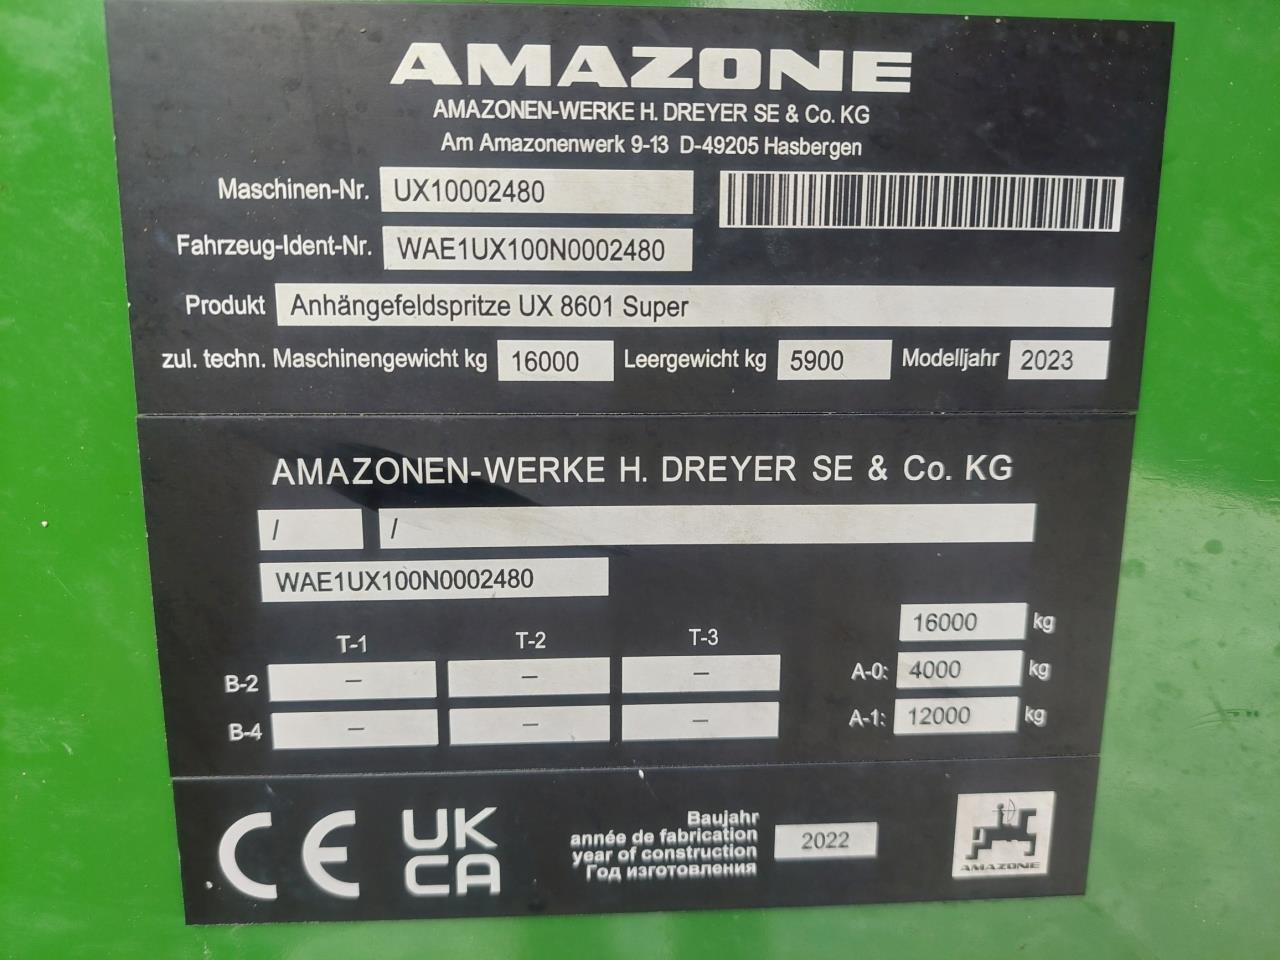 AMAZONE
AMAZONEN-WERKE H. DREYER SE & Co. KG
Am Amazonenwerk 9-13 D-49205 Hasbergen
Maschinen-Nr. UX10002480
Fahrzeug-Ident-Nr. WAE1UX100N0002480
Produkt Anhängefeldspritze UX 8601 Super
zul. techn. Maschinengewicht kg 16000 Leergewicht kg 5900 Modelljahr 2023
AMAZONEN-WERKE H. DREYER SE & Co. KG
/ /
WAE1UX100N0002480
16000 kg
T-1 T-2 T-3
B-2 – – – A-0: 4000 kg
B-4 – – – A-1: 12000 kg
CE UK CA
Baujahr
année de fabrication
year of construction
Год изготовления
2022
AMAZONE